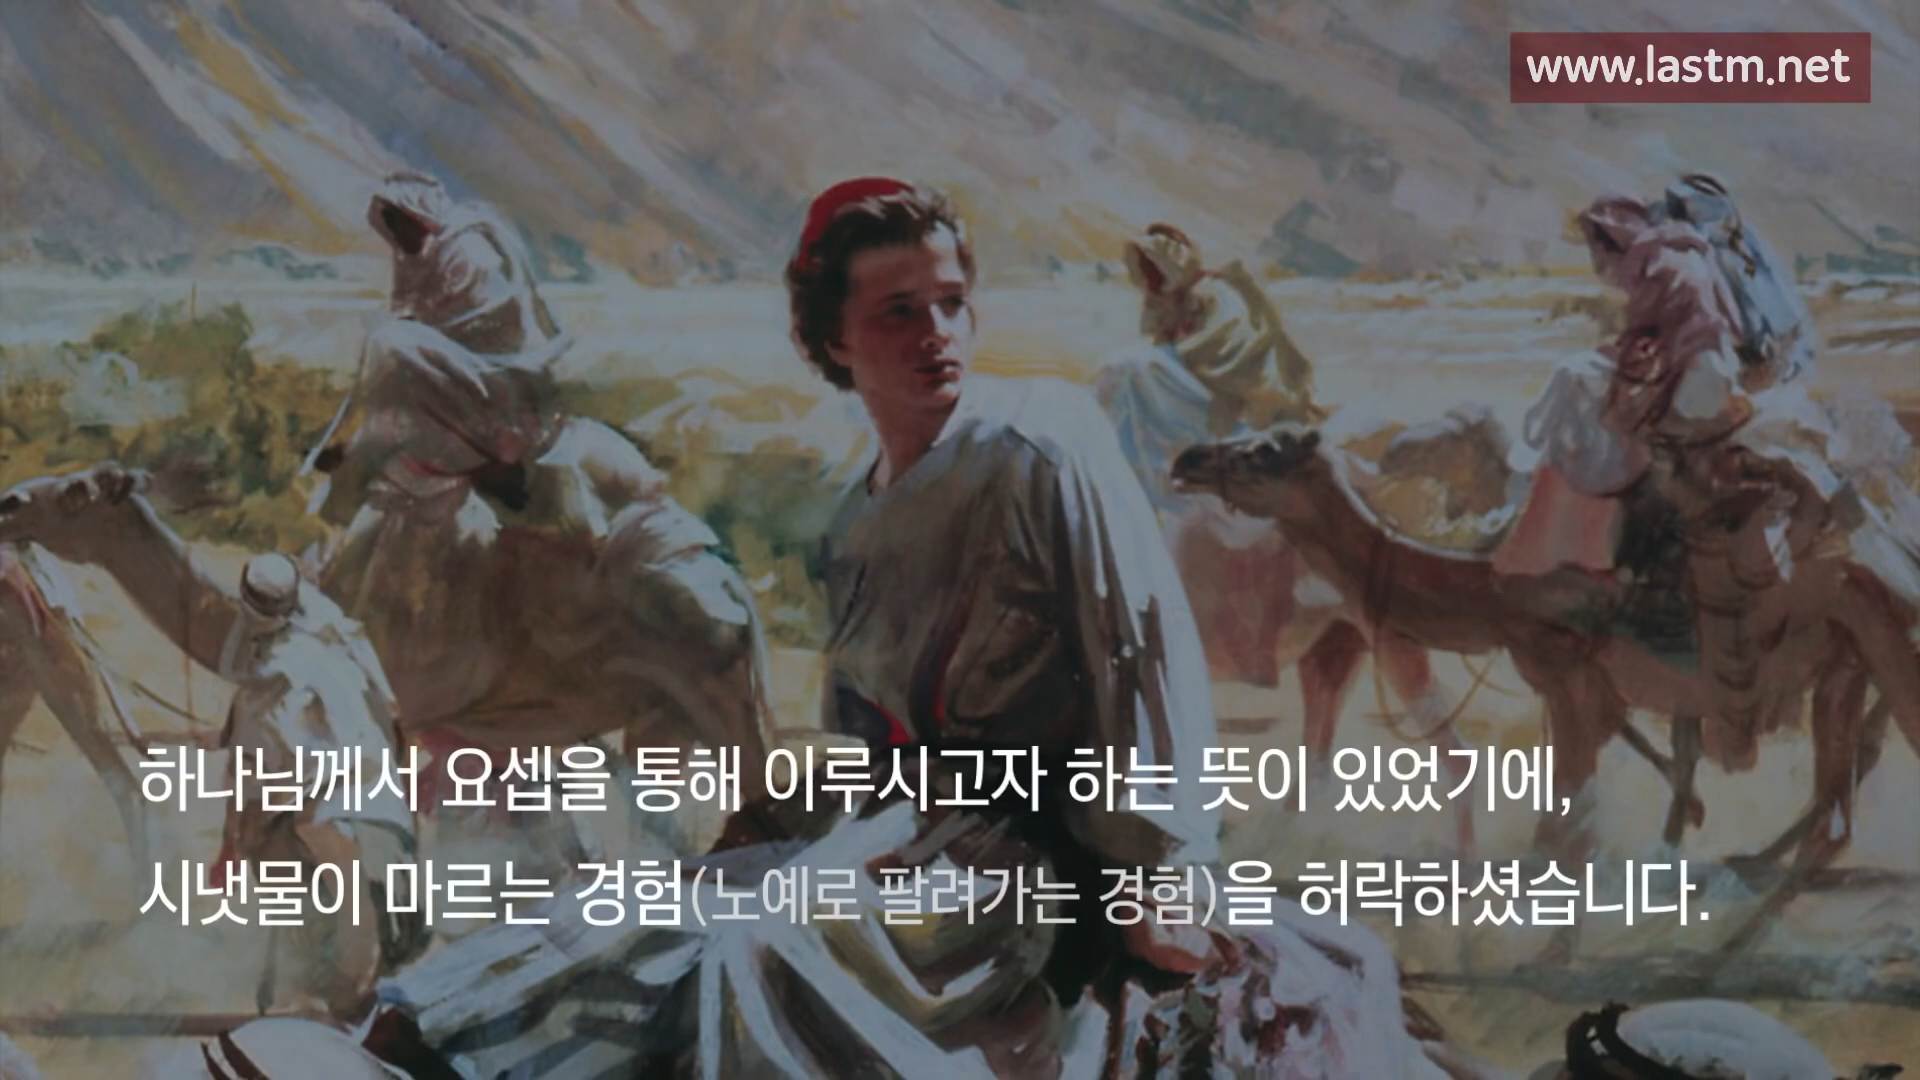 www.lastm.net
하나님께서 요셉을 통해 이루시고자 하는 뜻이 있었기에,
시냇물이 마르는 경험(노예로 팔려가는 경험)을 허락하셨습니다.